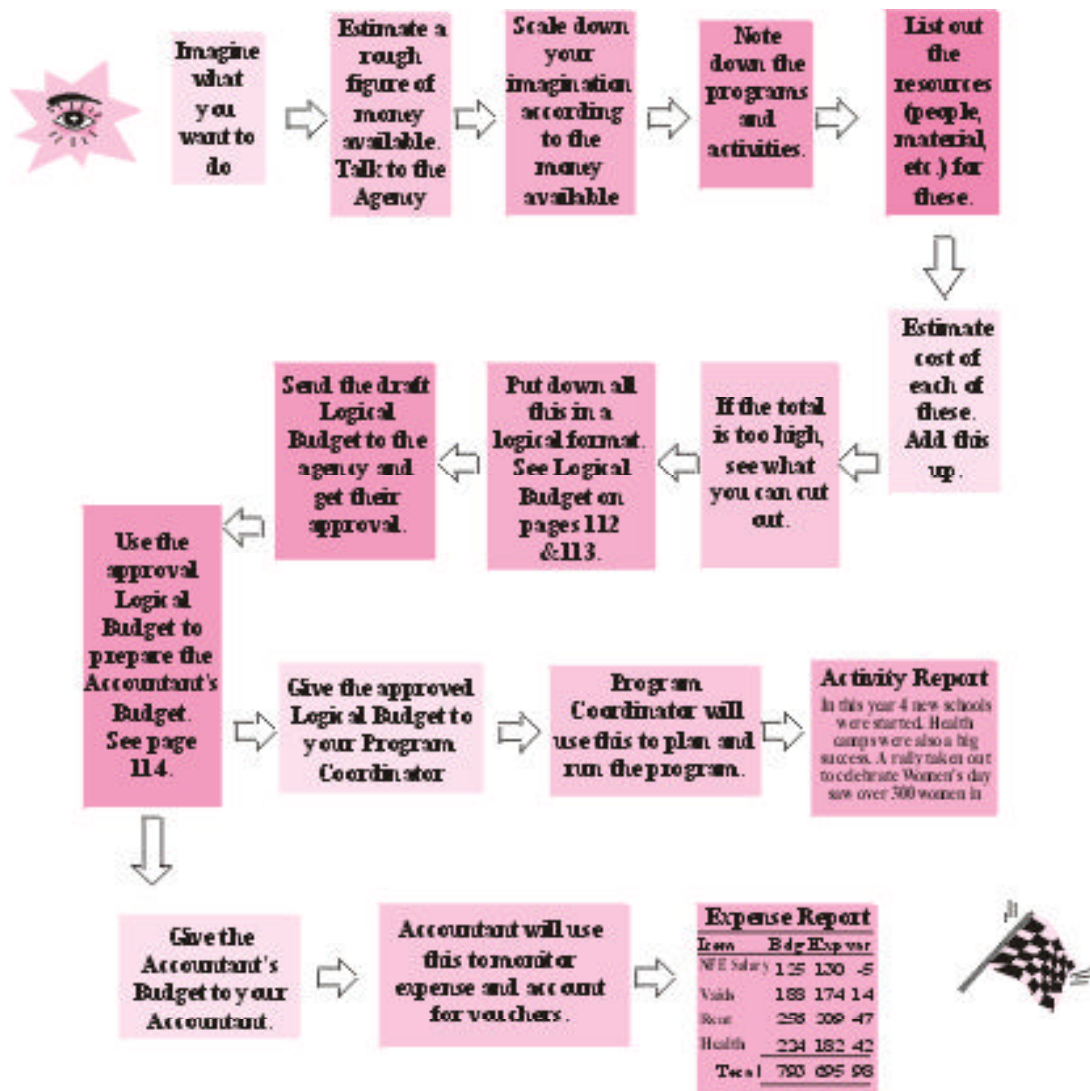 Imagine
what
you
want to
do
Estimate a
rough
figure of
money
available.
Talk to the
Agency
Scale down
your
imagination
according
to the
money
available
Note
down the
programs
and
activities.
List out
the
resources
(people,
material,
etc.) for
these.
Estimate
cost of
each of
these.
Add this
up.
If the total
is too high,
see what
you can cut
out.
Put down all
this in a
logical format.
See Logical
Budget on
pages 112
&113.
Send the draft
Logical
Budget to the
agency and
get their
approval.
Use the
approval
Logical
Budget to
prepare the
Accountant's
Budget.
See page
114.
Give the approved
Logical Budget to
your Program
Coordinator
Program
Coordinator will
use this to plan and
run the program.
Activity Report
In this year 4 new schools
were started. Health
camps were also a big
success. A rally taken out
to celebrate Women's day
saw over 300 women in
Give the
Accountant's
Budget to your
Accountant.
Accountant will use
this to monitor
expense and account
for vouchers.
Expense Report
Item Bdg Exp var
NFE Salary 125 130 -5
Vaids 188 174 14
Rent 256 209 47
Health 224 182 42
Total 793 695 98